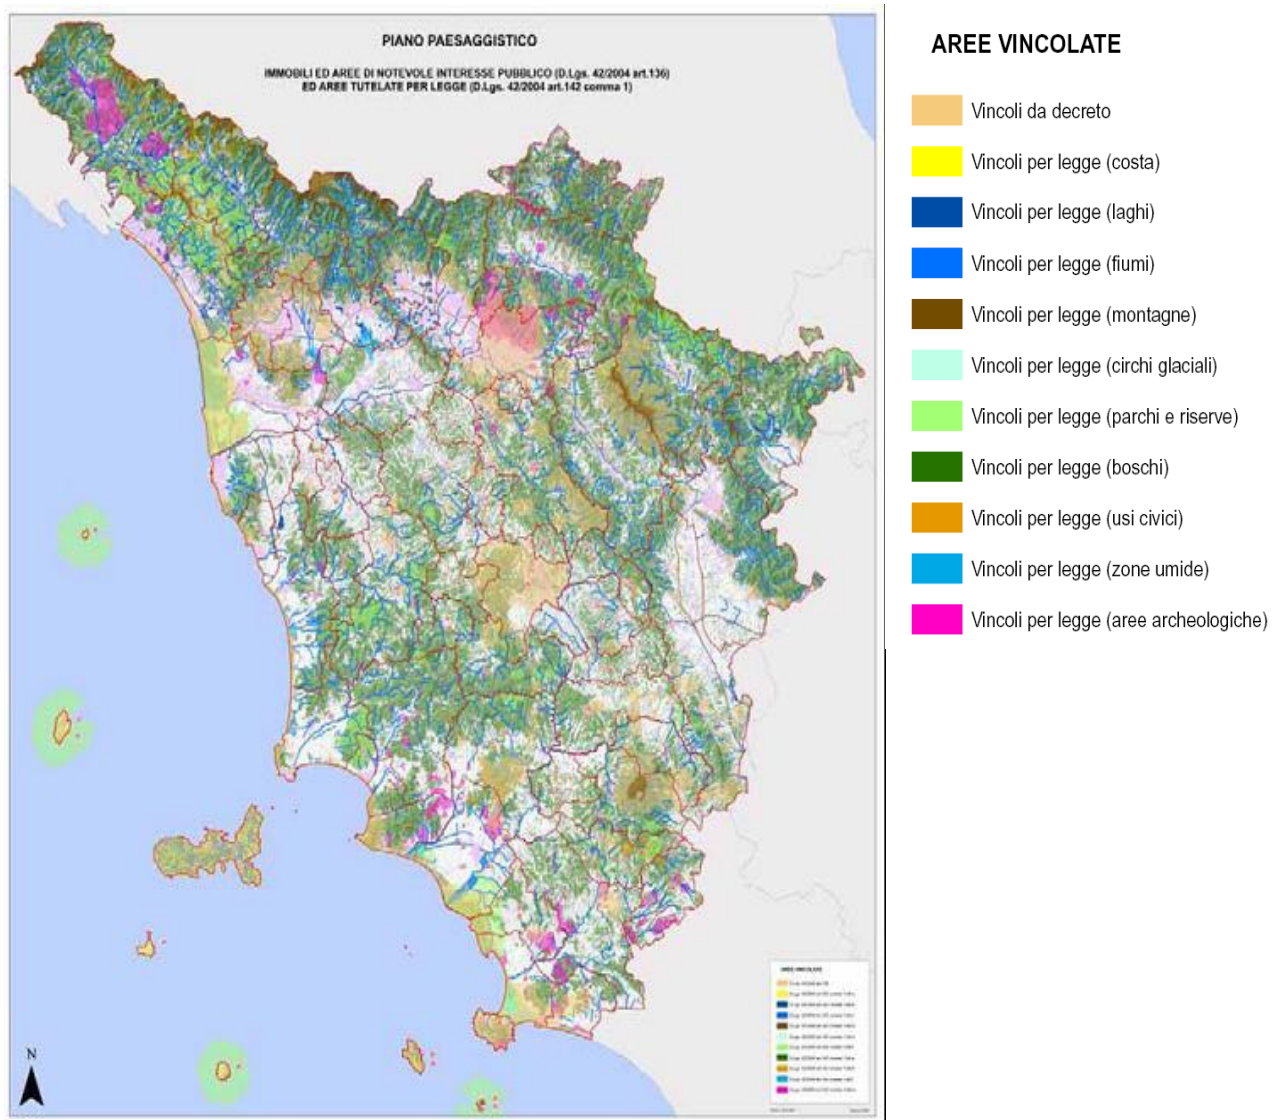 PIANO PAESAGGISTICO
IMMOBILI ED AREE DI NOTEVOLE INTERESSE PUBBLICO (D.Lgs. 42/2004 art.136)
ED AREE TUTELATE PER LEGGE (D.Lgs. 42/2004 art.142 comma 1)
AREE VINCOLATE
Vincoli da decreto
Vincoli per legge (costa)
Vincoli per legge (laghi)
Vincoli per legge (fiumi)
Vincoli per legge (montagne)
Vincoli per legge (circhi glaciali)
Vincoli per legge (parchi e riserve)
Vincoli per legge (boschi)
Vincoli per legge (usi civici)
Vincoli per legge (zone umide)
Vincoli per legge (aree archeologiche)
N
AREE VINCOLATE